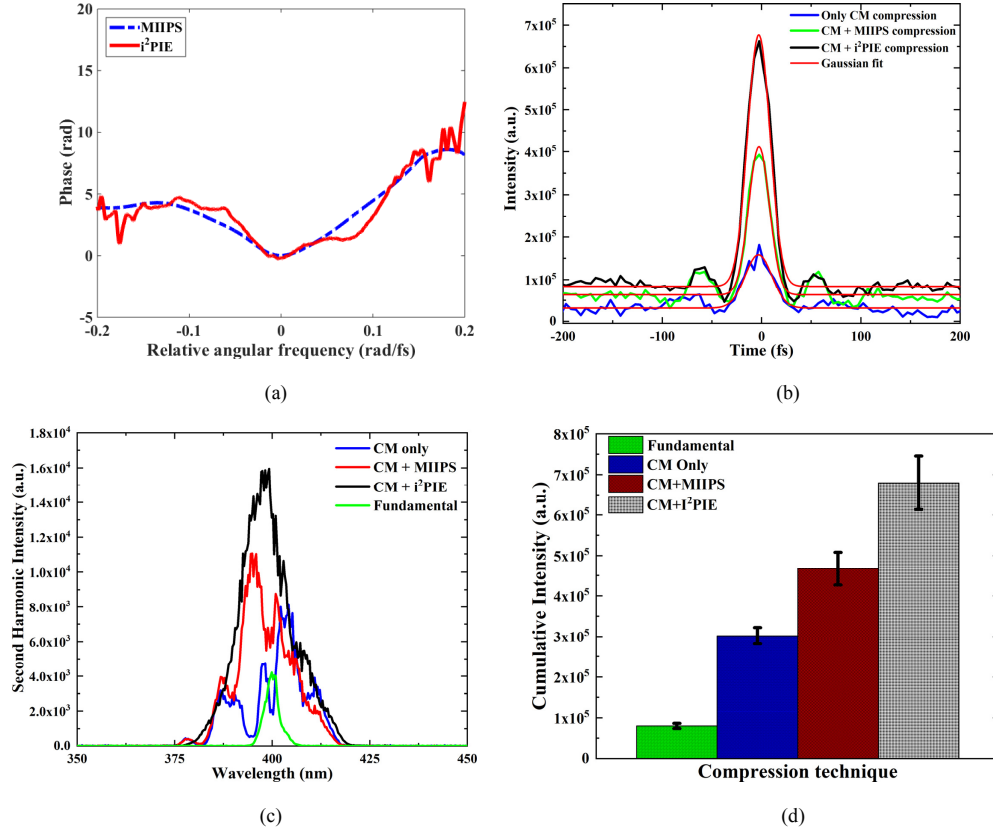 20
15
10
5
0
-5
Phase (rad)
MIIPS
i²PIE
-0.2
-0.1
0
0.1
0.2
Relative angular frequency (rad/fs)
(a)
7x10⁵
6x10⁵
5x10⁵
4x10⁵
3x10⁵
2x10⁵
1x10⁵
0
Intensity (a.u.)
Only CM compression
CM + MIIPS compression
CM + i²PIE compression
Gaussian fit
-200
-100
0
100
200
Time (fs)
(b)
1.8x10⁴
1.6x10⁴
1.4x10⁴
1.2x10⁴
1.0x10⁴
8.0x10³
6.0x10³
4.0x10³
2.0x10³
0.0
Second Harmonic Intensity (a.u.)
CM only
CM + MIIPS
CM + i²PIE
Fundamental
350
375
400
425
450
Wavelength (nm)
(c)
8x10⁵
7x10⁵
6x10⁵
5x10⁵
4x10⁵
3x10⁵
2x10⁵
1x10⁵
0
Cumulative Intensity (a.u.)
Fundamental
CM Only
CM+MIIPS
CM+I²PIE
Compression technique
(d)